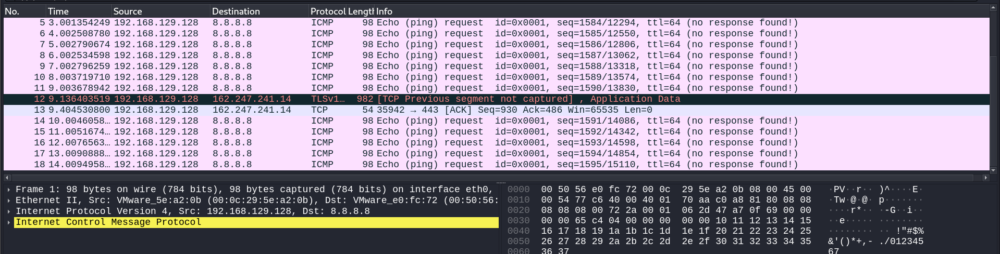 No. Time Source Destination Protocol Length Info
5 3.001354249 192.168.129.128 8.8.8.8 ICMP 98 Echo (ping) request id=0x0001, seq=1584/12294, ttl=64 (no response found!)
6 4.002508780 192.168.129.128 8.8.8.8 ICMP 98 Echo (ping) request id=0x0001, seq=1585/12550, ttl=64 (no response found!)
7 5.002790674 192.168.129.128 8.8.8.8 ICMP 98 Echo (ping) request id=0x0001, seq=1586/12806, ttl=64 (no response found!)
8 6.002534598 192.168.129.128 8.8.8.8 ICMP 98 Echo (ping) request id=0x0001, seq=1587/13062, ttl=64 (no response found!)
9 7.002796259 192.168.129.128 8.8.8.8 ICMP 98 Echo (ping) request id=0x0001, seq=1588/13318, ttl=64 (no response found!)
10 8.003719710 192.168.129.128 8.8.8.8 ICMP 98 Echo (ping) request id=0x0001, seq=1589/13574, ttl=64 (no response found!)
11 9.003678942 192.168.129.128 8.8.8.8 ICMP 98 Echo (ping) request id=0x0001, seq=1590/13830, ttl=64 (no response found!)
12 9.136403519 192.168.129.128 162.247.241.14 TLSv1… 982 [TCP Previous segment not captured] , Application Data
13 9.404530800 192.168.129.128 162.247.241.14 TCP 54 35942 → 443 [ACK] Seq=930 Ack=486 Win=65535 Len=0
14 10.0046058… 192.168.129.128 8.8.8.8 ICMP 98 Echo (ping) request id=0x0001, seq=1591/14086, ttl=64 (no response found!)
15 11.0051674… 192.168.129.128 8.8.8.8 ICMP 98 Echo (ping) request id=0x0001, seq=1592/14342, ttl=64 (no response found!)
16 12.0076563… 192.168.129.128 8.8.8.8 ICMP 98 Echo (ping) request id=0x0001, seq=1593/14598, ttl=64 (no response found!)
17 13.0090888… 192.168.129.128 8.8.8.8 ICMP 98 Echo (ping) request id=0x0001, seq=1594/14854, ttl=64 (no response found!)
18 14.0094958… 192.168.129.128 8.8.8.8 ICMP 98 Echo (ping) request id=0x0001, seq=1595/15110, ttl=64 (no response found!)
Frame 1: 98 bytes on wire (784 bits), 98 bytes captured (784 bits) on interface eth0,
Ethernet II, Src: VMware_5e:a2:0b (00:0c:29:5e:a2:0b), Dst: VMware_e0:fc:72 (00:50:56:
Internet Protocol Version 4, Src: 192.168.129.128, Dst: 8.8.8.8
Internet Control Message Protocol
0000 00 50 56 e0 fc 72 00 0c 29 5e a2 0b 08 00 45 00 ·PV··r·· )^····E·
0010 00 54 77 c6 40 00 40 01 70 aa c0 a8 81 80 08 08 ·Tw·@·@· p·······
0020 08 08 08 00 72 2a 00 01 06 2d 47 a7 0f 69 00 00 ····r*·· ·-G··i··
0030 00 00 65 c4 04 00 00 00 00 00 10 11 12 13 14 15 ··e····· ········
0040 16 17 18 19 1a 1b 1c 1d 1e 1f 20 21 22 23 24 25 ········ ·· !"#$%
0050 26 27 28 29 2a 2b 2c 2d 2e 2f 30 31 32 33 34 35 &'()*+,- ./012345
0060 36 37 67